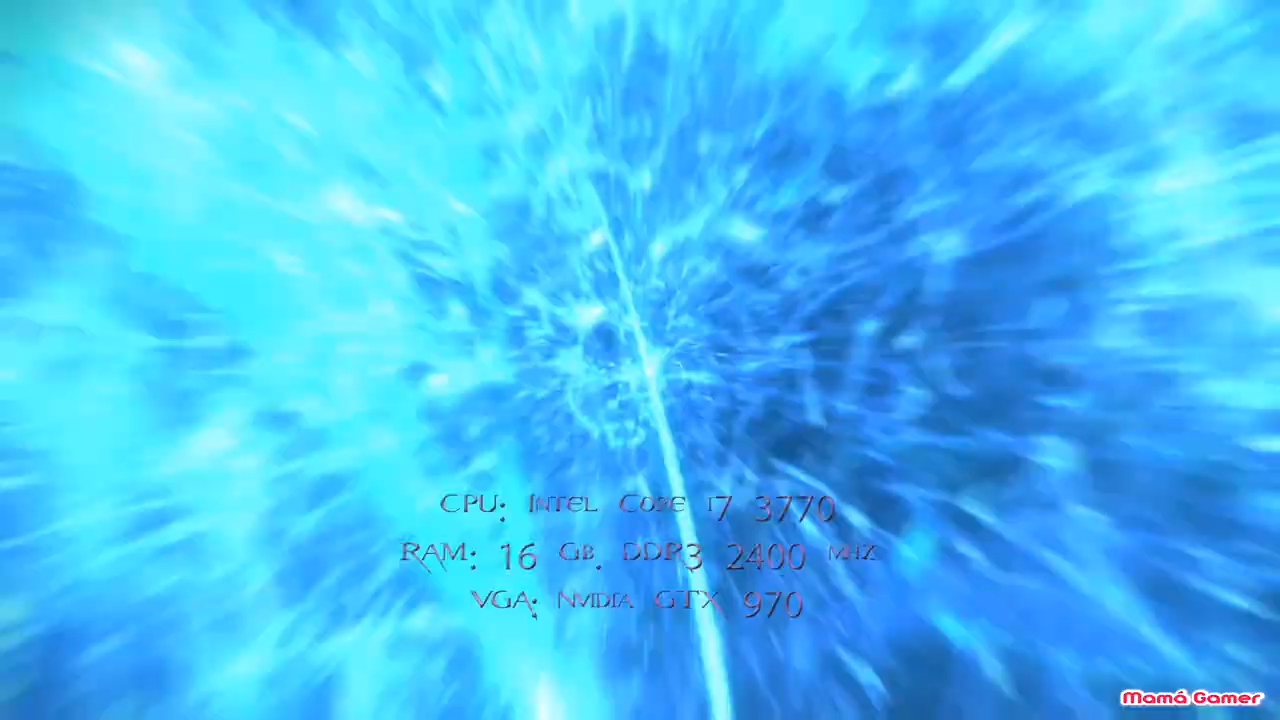 CPU: Intel Core i7 3770
RAM: 16 Gb. DDR3 2400 mhz
VGA: Nvidia GTX 970
Mamá Gamer